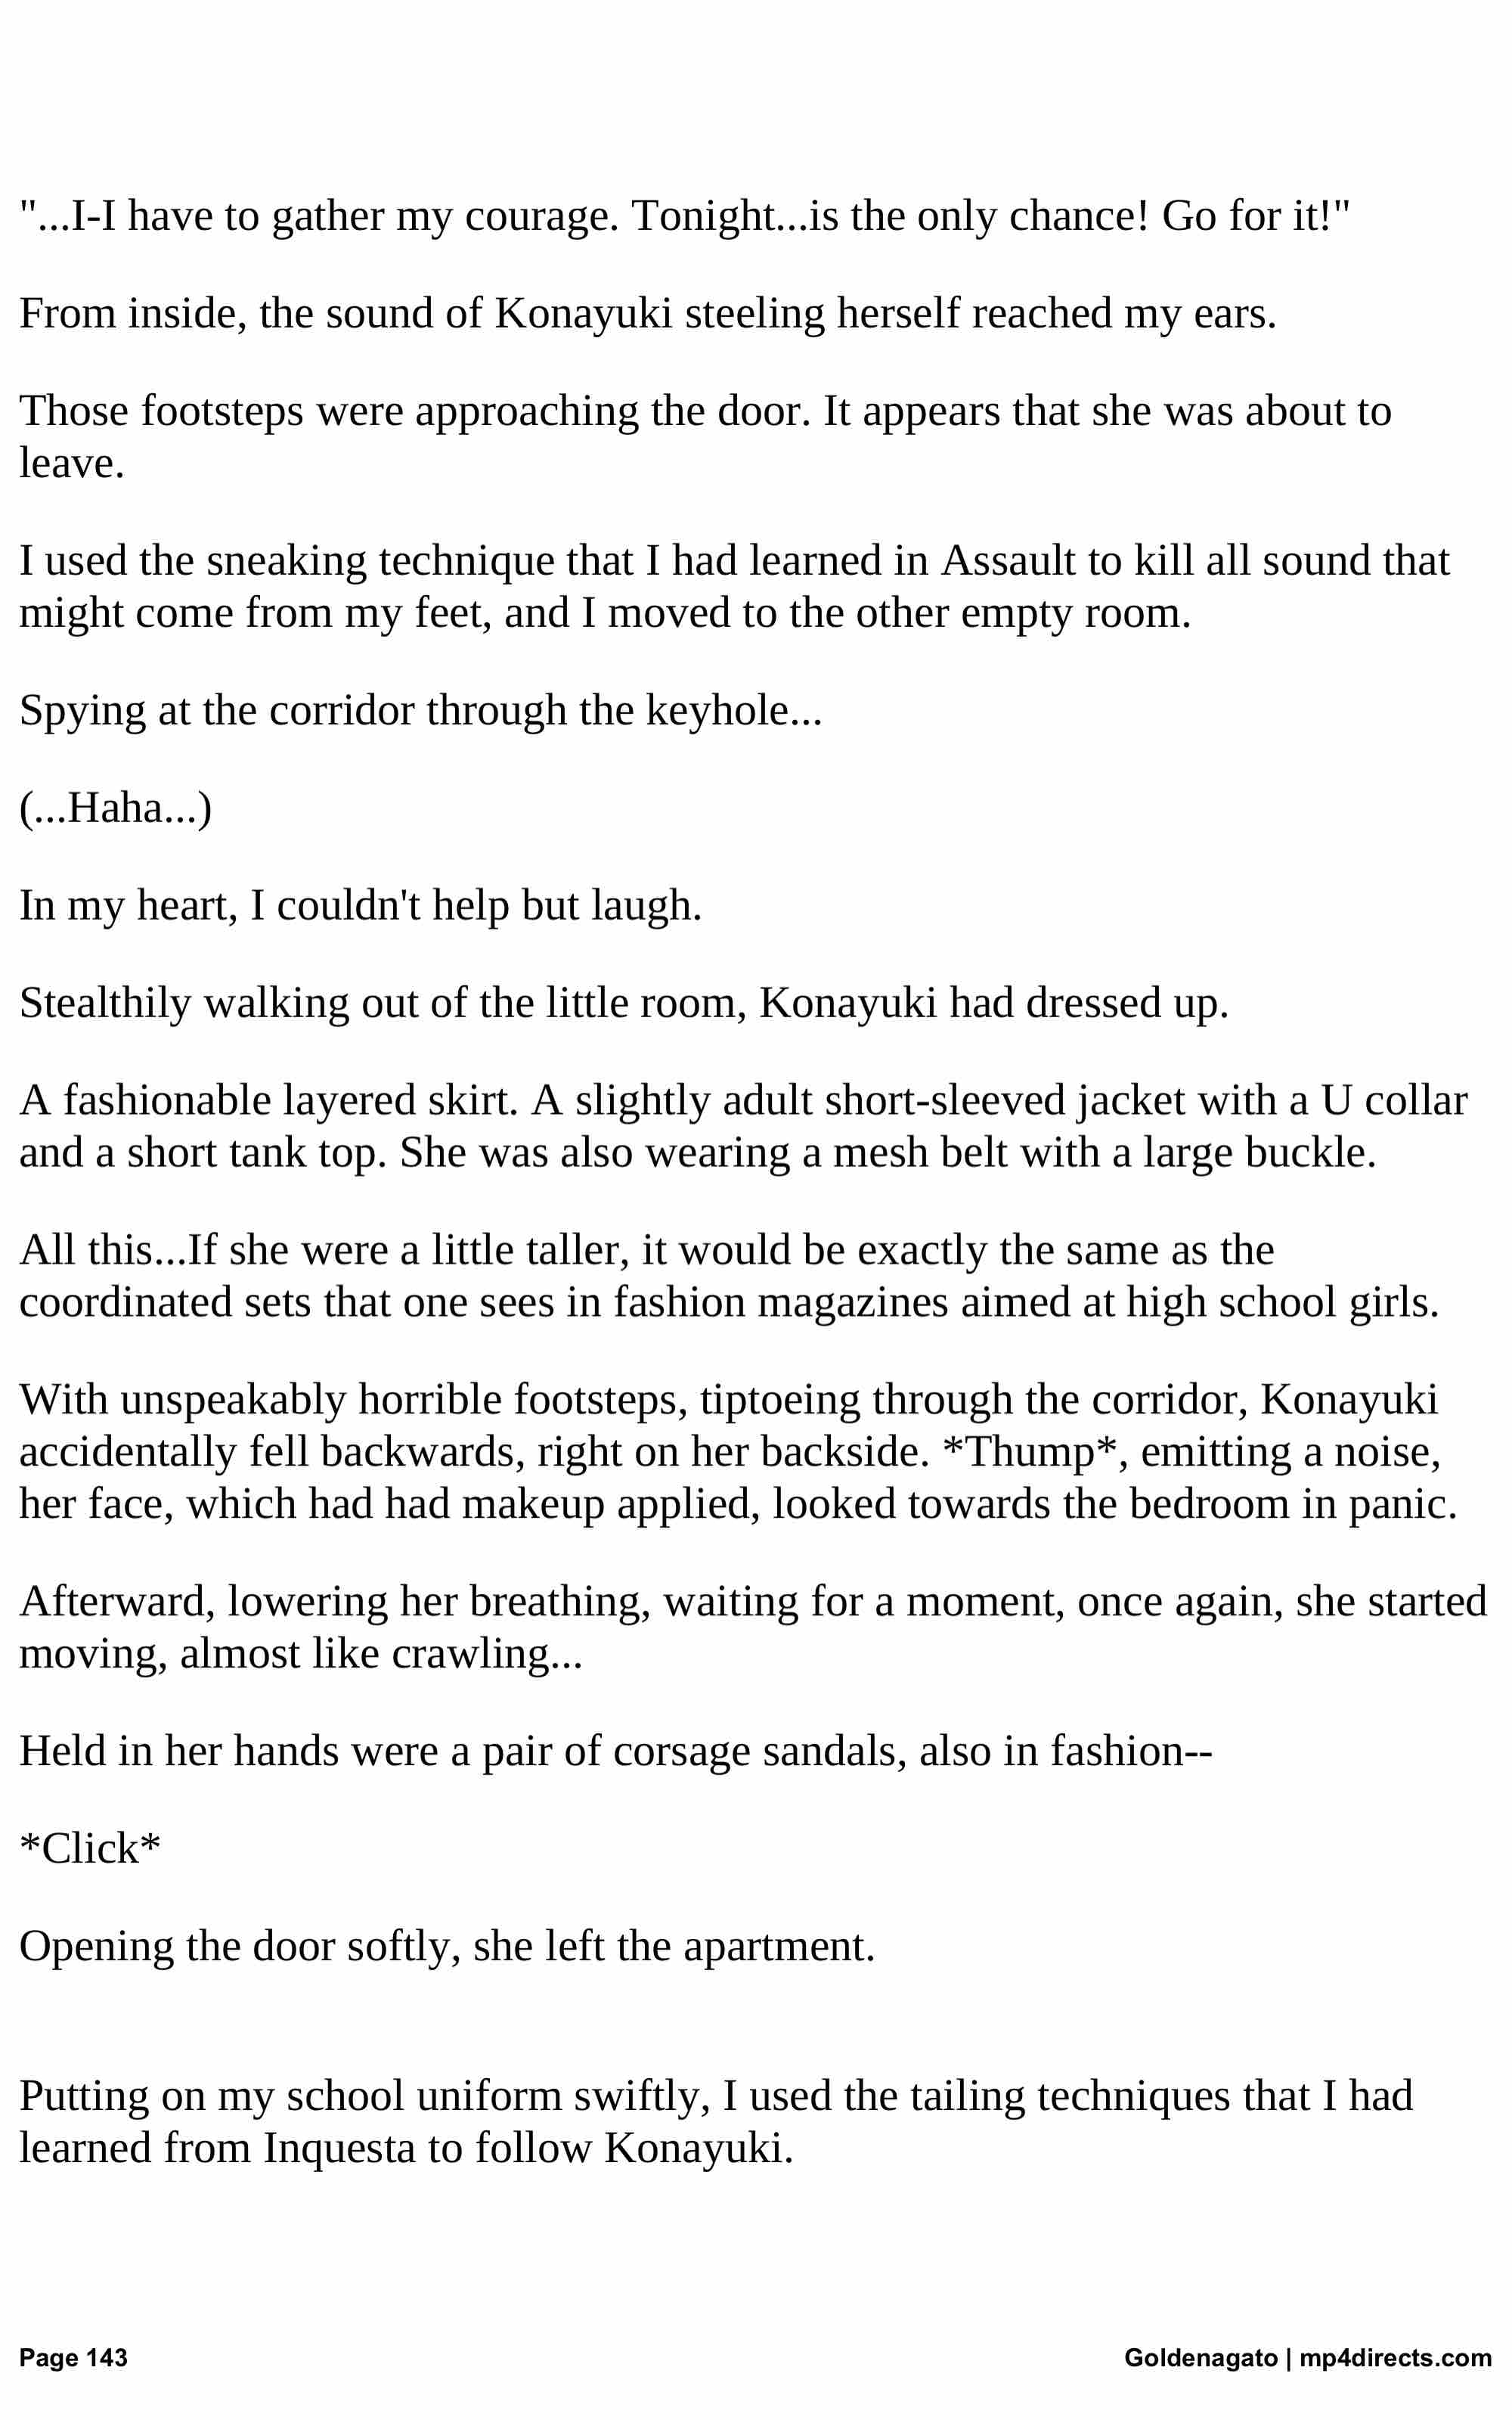 "...I-I have to gather my courage. Tonight...is the only chance! Go for it!"
From inside, the sound of Konayuki steeling herself reached my ears.
Those footsteps were approaching the door. It appears that she was about to
leave.
I used the sneaking technique that I had learned in Assault to kill all sound that
might come from my feet, and I moved to the other empty room.
Spying at the corridor through the keyhole...
(...Haha...)
In my heart, I couldn't help but laugh.
Stealthily walking out of the little room, Konayuki had dressed up.
A fashionable layered skirt. A slightly adult short-sleeved jacket with a U collar
and a short tank top. She was also wearing a mesh belt with a large buckle.
All this...If she were a little taller, it would be exactly the same as the
coordinated sets that one sees in fashion magazines aimed at high school girls.
With unspeakably horrible footsteps, tiptoeing through the corridor, Konayuki
accidentally fell backwards, right on her backside. *Thump*, emitting a noise,
her face, which had had makeup applied, looked towards the bedroom in panic.
Afterward, lowering her breathing, waiting for a moment, once again, she started
moving, almost like crawling...
Held in her hands were a pair of corsage sandals, also in fashion--
*Click*
Opening the door softly, she left the apartment.
Putting on my school uniform swiftly, I used the tailing techniques that I had
learned from Inquesta to follow Konayuki.
Page 143
Goldenagato | mp4directs.com